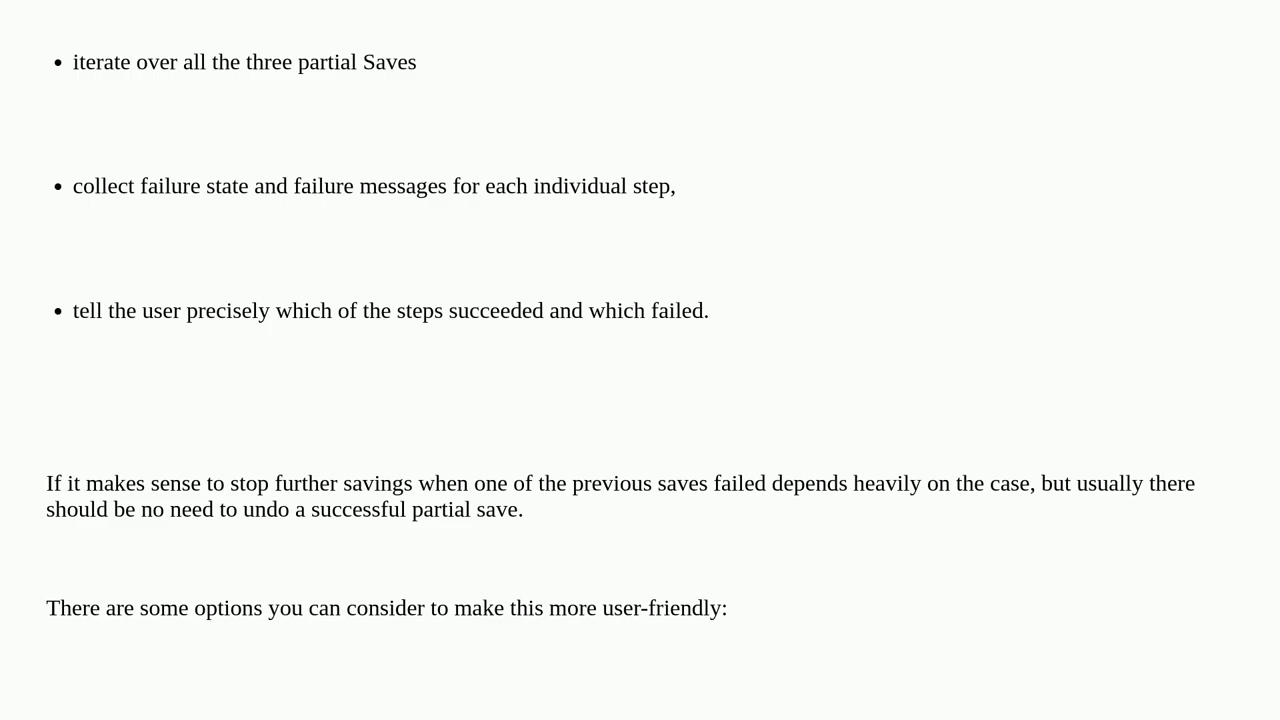 • iterate over all the three partial Saves
• collect failure state and failure messages for each individual step,
• tell the user precisely which of the steps succeeded and which failed.
If it makes sense to stop further savings when one of the previous saves failed depends heavily on the case, but usually there
should be no need to undo a successful partial save.
There are some options you can consider to make this more user-friendly: